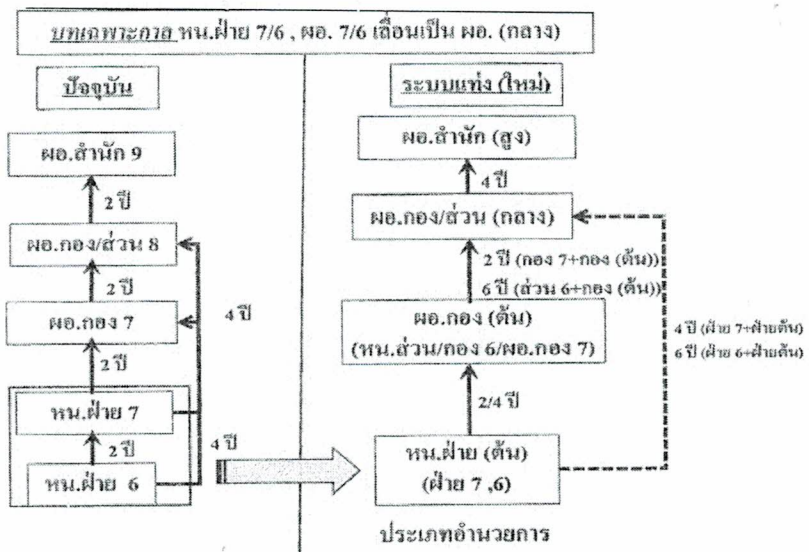 บทเฉพาะกาล หน.ฝ่าย 7/6 , ผอ. 7/6 เลื่อนเป็น ผอ. (กลาง)
ปัจจุบัน
ผอ.สำนัก 9
2 ปี
ผอ.กอง/ส่วน 8
2 ปี
4 ปี
ผอ.กอง 7
2 ปี
หน.ฝ่าย 7
2 ปี
4 ปี
หน.ฝ่าย 6
ระบบแท่ง (ใหม่)
ผอ.สำนัก (สูง)
4 ปี
ผอ.กอง/ส่วน (กลาง)
2 ปี (กอง 7+กอง (ต้น))
6 ปี (ส่วน 6+กอง (ต้น))
ผอ.กอง (ต้น)
(หน.ส่วน/กอง 6/ผอ.กอง 7)
4 ปี (ฝ่าย 7+ฝ่ายต้น)
6 ปี (ฝ่าย 6+ฝ่ายต้น)
2/4 ปี
หน.ฝ่าย (ต้น)
(ฝ่าย 7 ,6)
ประเภทอำนวยการ